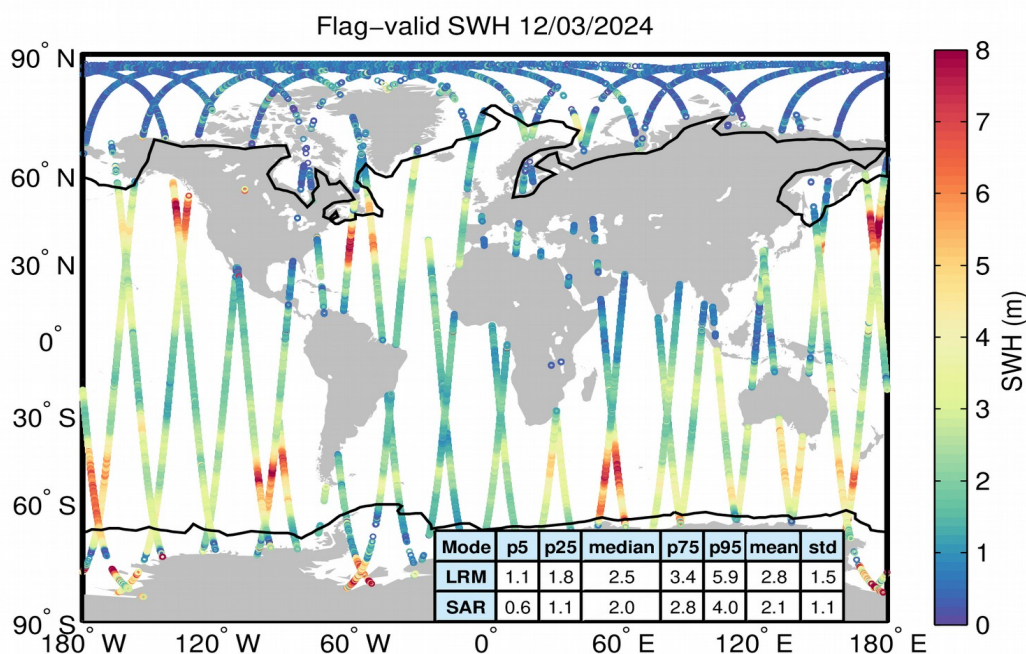 Flag−valid SWH 12/03/2024
90° N
60° N
30° N
0°
30° S
60° S
90° S
180° W
120° W
60° W
0°
60° E
120° E
180° E
Mode p5 p25 median p75 p95 mean std
LRM 1.1 1.8 2.5 3.4 5.9 2.8 1.5
SAR 0.6 1.1 2.0 2.8 4.0 2.1 1.1
8
7
6
5
4
3
2
1
0
SWH (m)